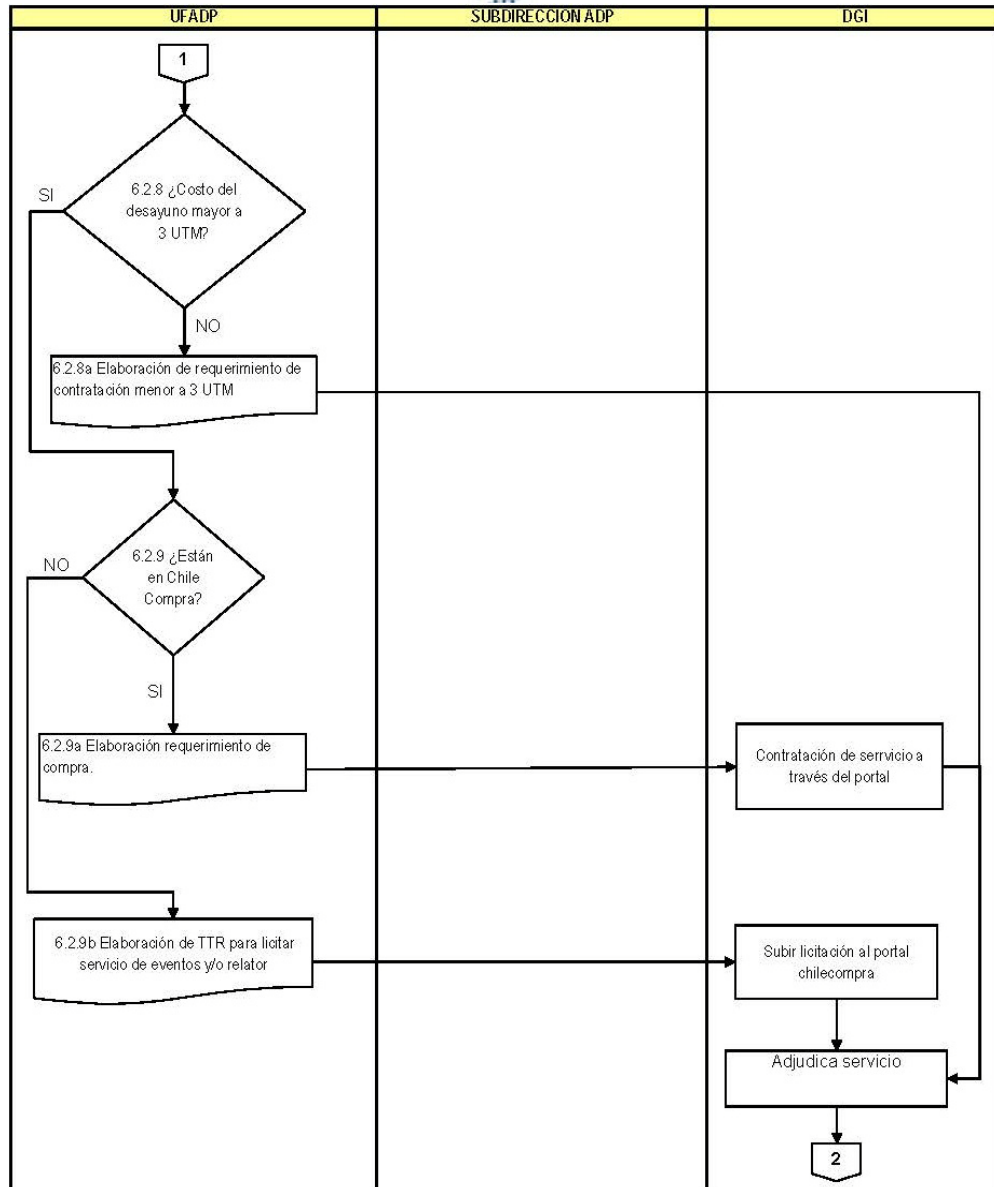 UFADP
SUBDIRECCION ADP
DGI
1
6.2.8 ¿Costo del
desayuno mayor a
3 UTM?
SI
NO
6.2.8a Elaboración de requerimiento de
contratación menor a 3 UTM
6.2.9 ¿Están
en Chile
Compra?
NO
SI
6.2.9a Elaboración requerimiento de
compra.
Contratación de serrvicio a
través del portal
6.2.9b Elaboración de TTR para licitar
servicio de eventos y/o relator
Subir licitación al portal
chilecompra
Adjudica servicio
2